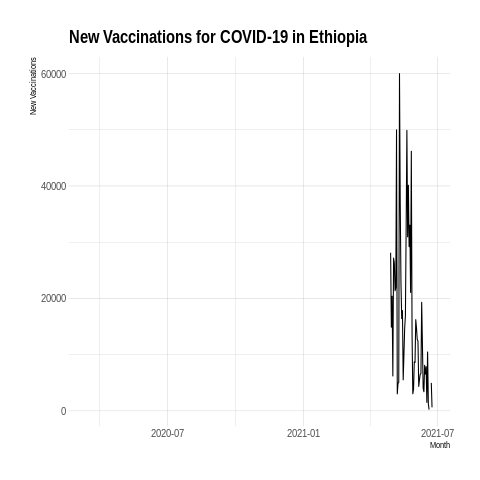 New Vaccinations for COVID-19 in Ethiopia
New Vaccinations
60000
40000
20000
0
2020-07 2021-01 2021-07
Month